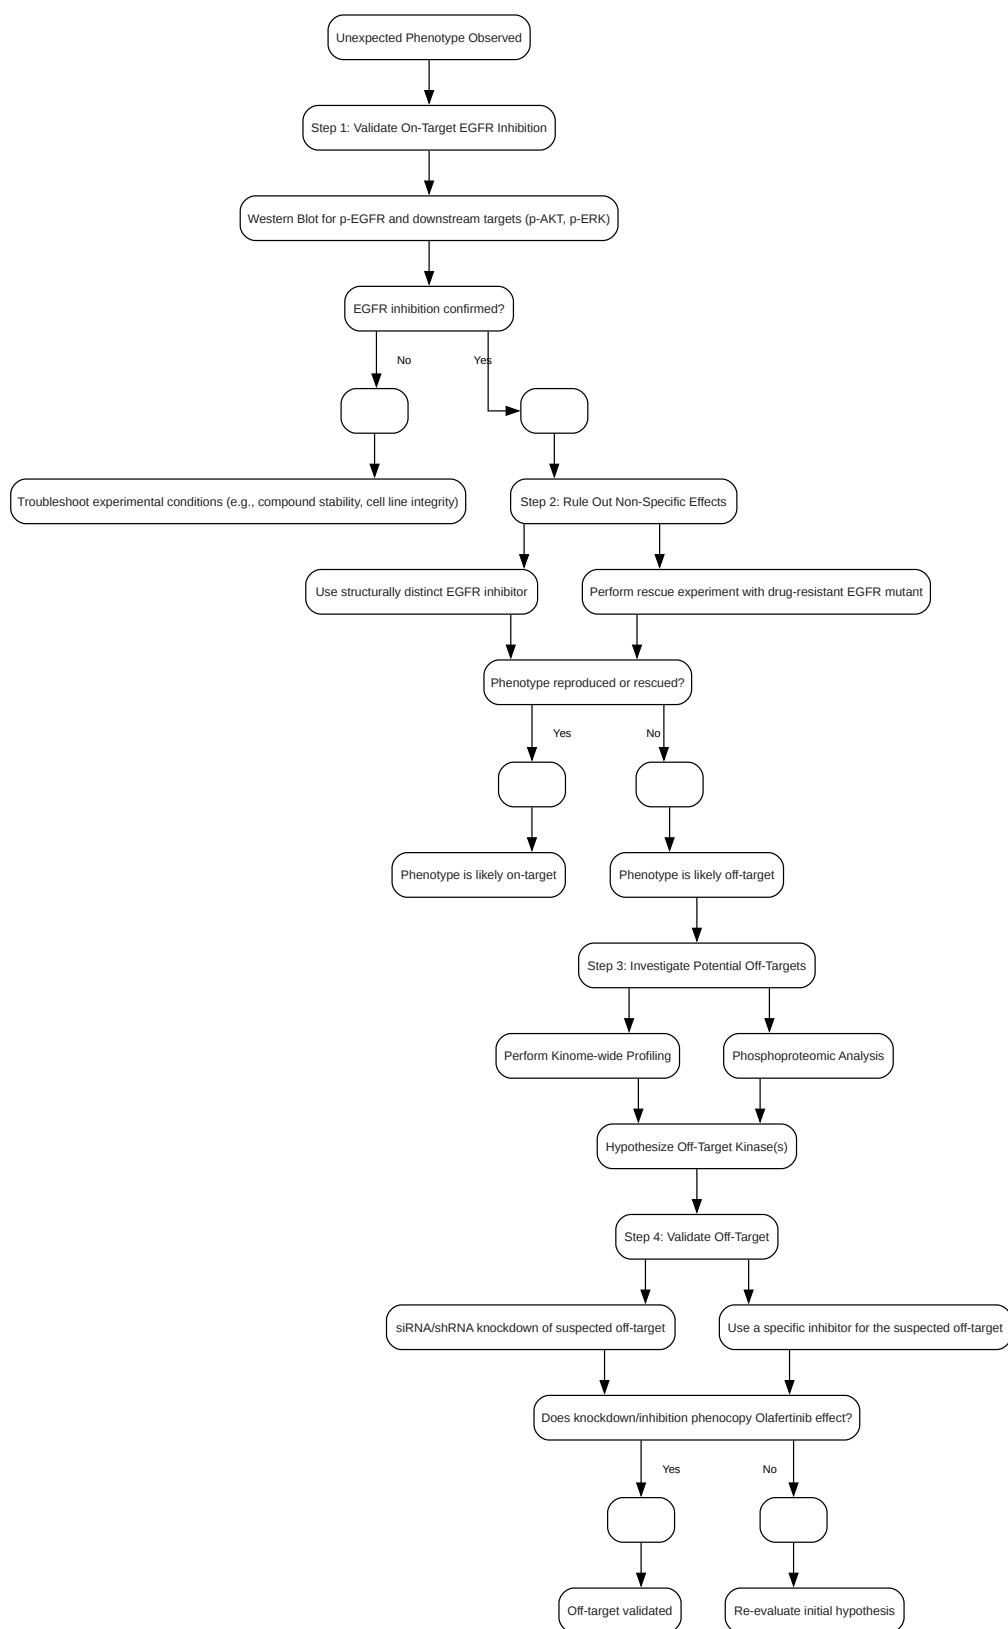 Unexpected Phenotype Observed
Step 1: Validate On-Target EGFR Inhibition
Western Blot for p-EGFR and downstream targets (p-AKT, p-ERK)
EGFR inhibition confirmed?
No
Yes
Troubleshoot experimental conditions (e.g., compound stability, cell line integrity)
Step 2: Rule Out Non-Specific Effects
Use structurally distinct EGFR inhibitor
Perform rescue experiment with drug-resistant EGFR mutant
Phenotype reproduced or rescued?
Yes
No
Phenotype is likely on-target
Phenotype is likely off-target
Step 3: Investigate Potential Off-Targets
Perform Kinome-wide Profiling
Phosphoproteomic Analysis
Hypothesize Off-Target Kinase(s)
Step 4: Validate Off-Target
siRNA/shRNA knockdown of suspected off-target
Use a specific inhibitor for the suspected off-target
Does knockdown/inhibition phenocopy Olafertinib effect?
Yes
No
Off-target validated
Re-evaluate initial hypothesis